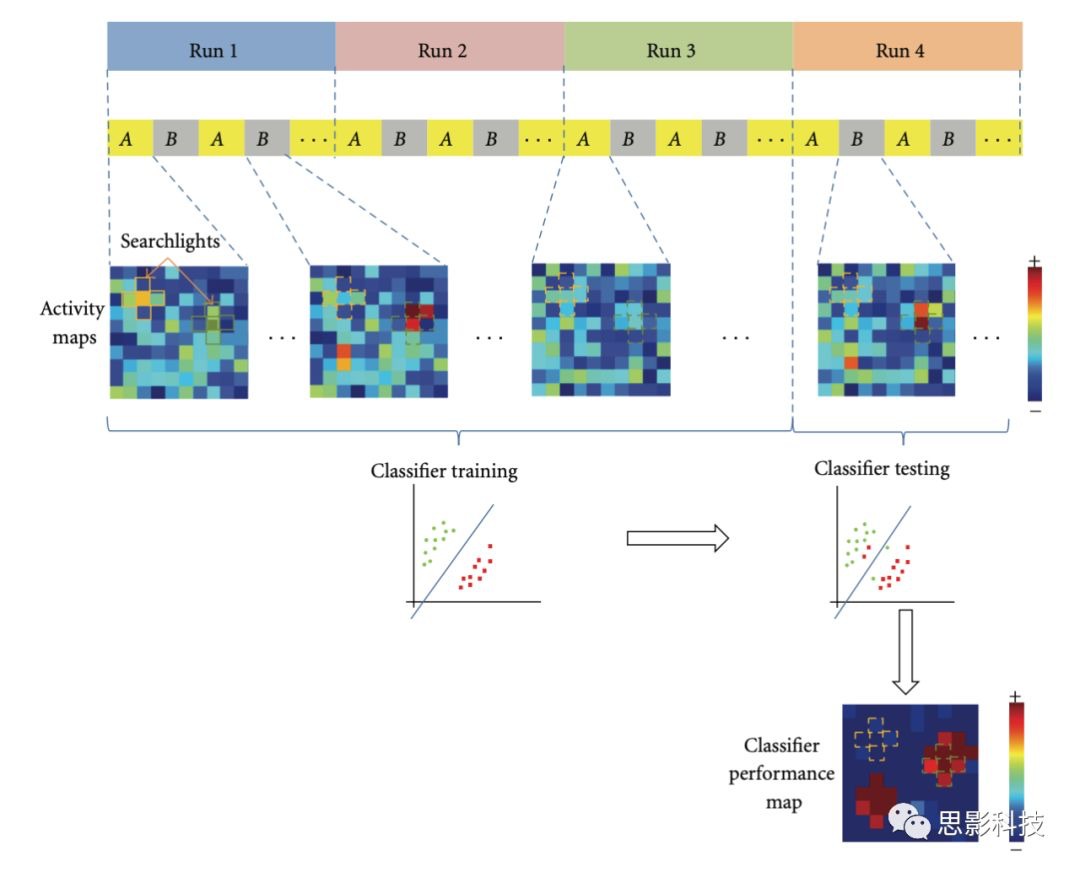 Run 1 Run 2 Run 3 Run 4
A B A B ... A B A B ... A B A B ... A B A B ...
Searchlights
Activity
maps
... ... ... ...
+
−
Classifier training
Classifier testing
Classifier
performance
map
+
−
思影科技